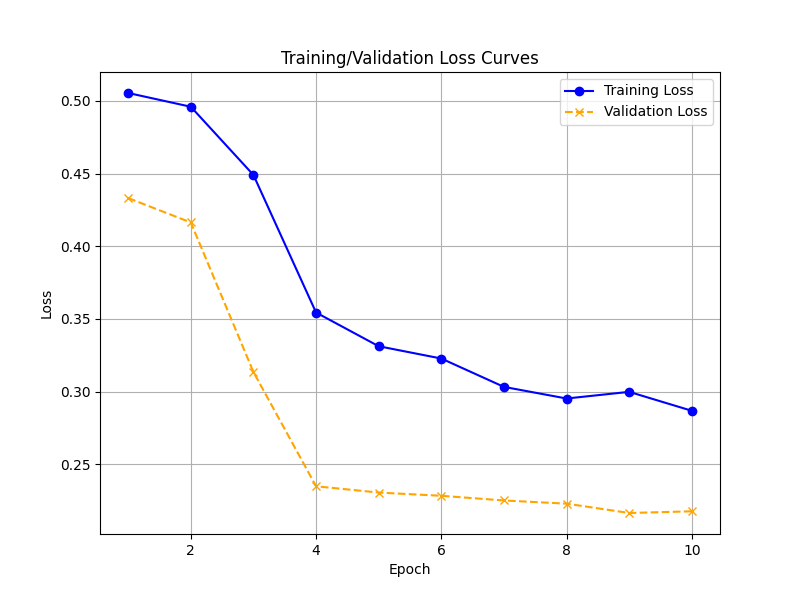 Training/Validation Loss Curves
Training Loss
Validation Loss
0.50
0.45
0.40
0.35
0.30
0.25
Loss
2 4 6 8 10
Epoch